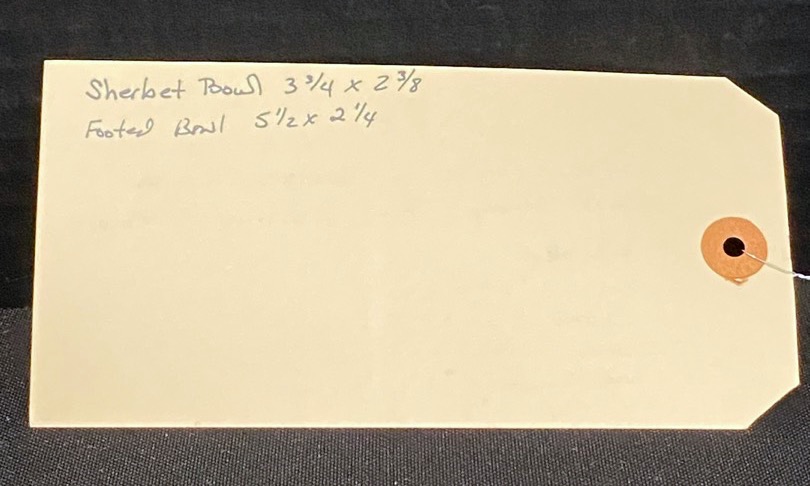 Sherbet Bowl 3 3/4 x 2 3/8
Footed Bowl 5 1/2 x 2 1/4